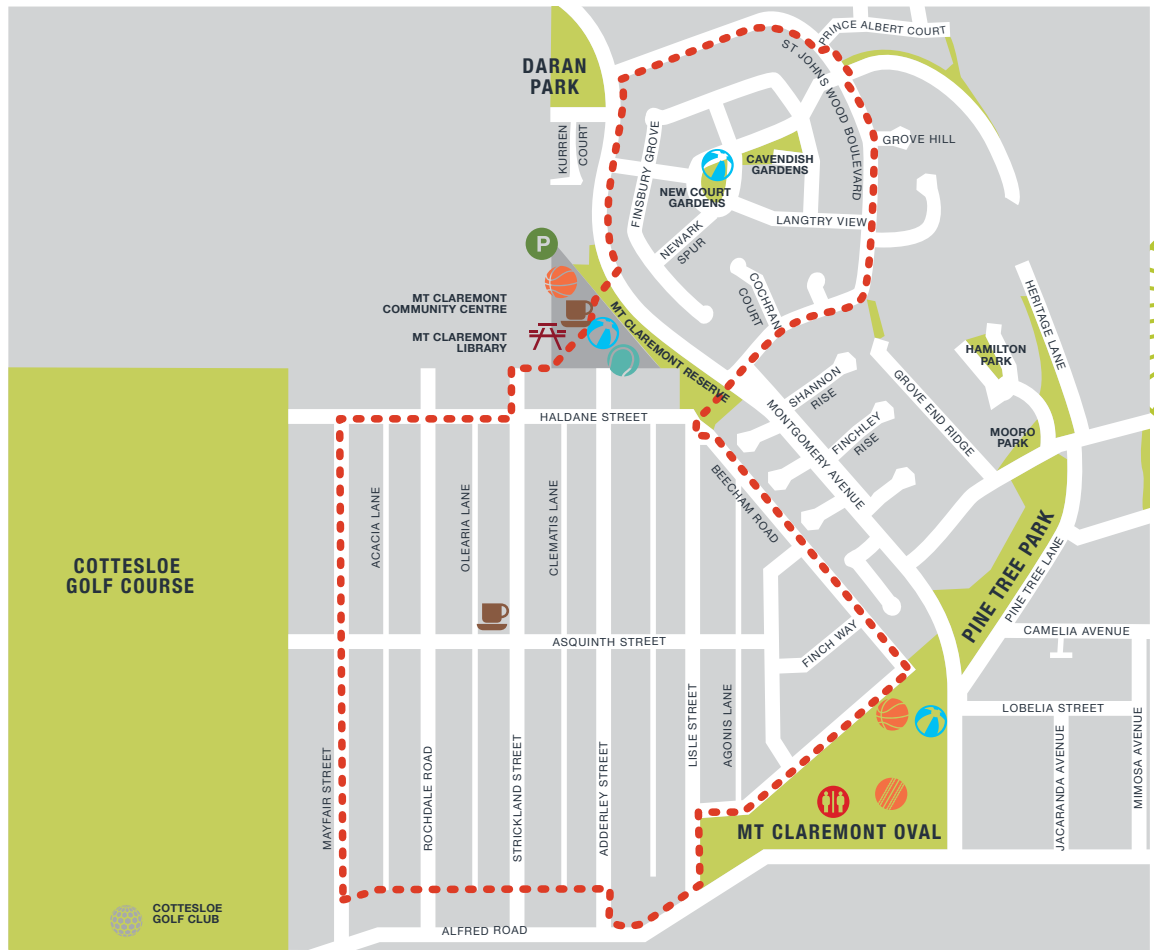 PRINCE ALBERT COURT
ST JOHNS WOOD BOULEVARD
DARAN
PARK
KURREN
COURT
FINSBURY GROVE
GROVE HILL
CAVENDISH
GARDENS
NEW COURT
GARDENS
LANGTRY VIEW
NEWARK
SPUR
P
COCHRAN
COURT
HERITAGE LANE
MT CLAREMONT
COMMUNITY CENTRE
MT CLAREMONT
LIBRARY
MT CLAREMONT RESERVE
HAMILTON
PARK
SHANNON
RISE
GROVE END RIDGE
MONTGOMERY AVENUE
FINCHLEY
RISE
MOORO
PARK
HALDANE STREET
BEECHAM ROAD
ACACIA LANE
OLEARIA LANE
CLEMATIS LANE
COTTESLOE
GOLF COURSE
PINE TREE PARK
PINE TREE LANE
CAMELIA AVENUE
ASQUINTH STREET
FINCH WAY
LOBELIA STREET
MAYFAIR STREET
ROCHDALE ROAD
STRICKLAND STREET
ADDERLEY STREET
LISLE STREET
AGONIS LANE
JACARANDA AVENUE
MIMOSA AVENUE
MT CLAREMONT OVAL
COTTESLOE
GOLF CLUB
ALFRED ROAD